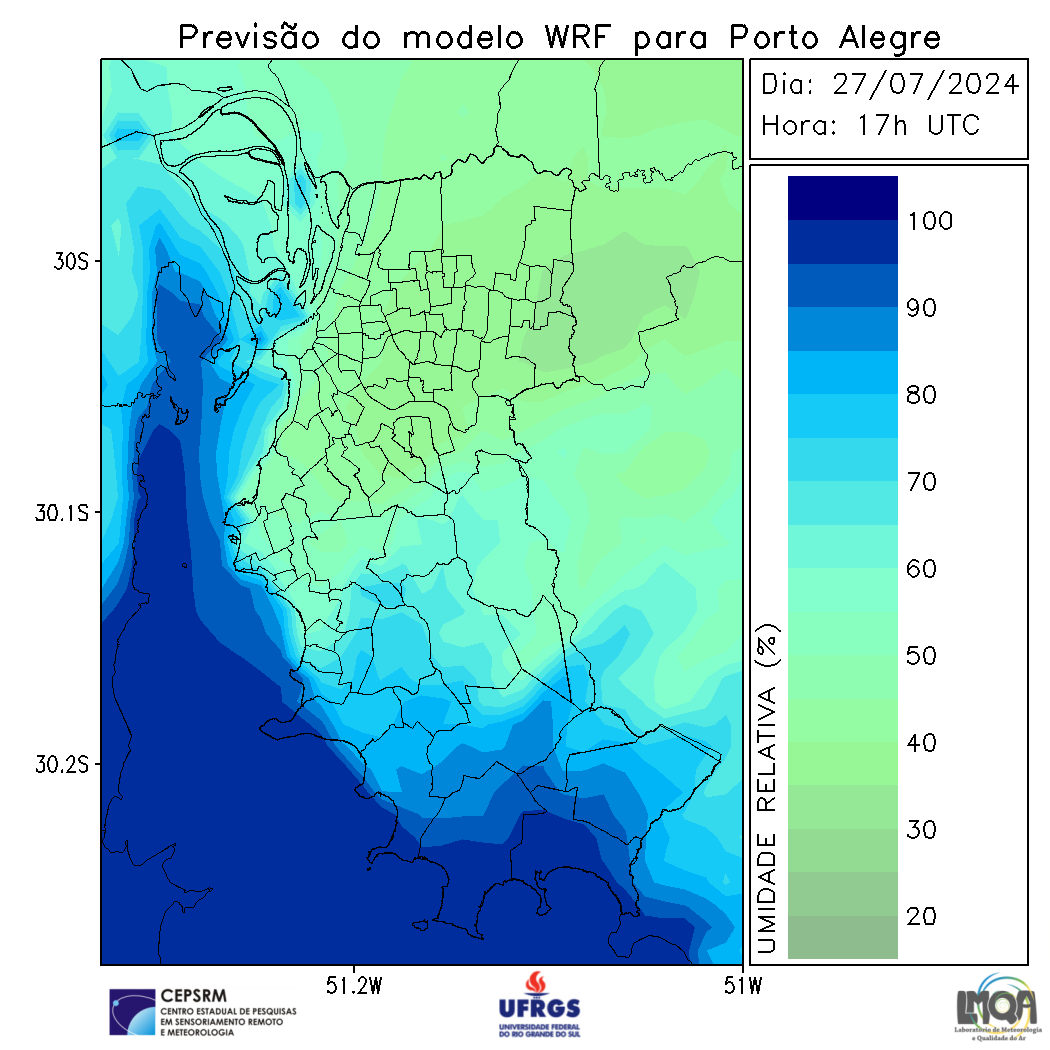 Previsão do modelo WRF para Porto Alegre
Dia: 27/07/2024
Hora: 17h UTC
30S
30.1S
30.2S
51.2W
51W
UMIDADE RELATIVA (%)
100
90
80
70
60
50
40
30
20
CEPSRM
CENTRO ESTADUAL DE PESQUISAS
EM SENSORIAMENTO REMOTO
E METEOROLOGIA
UFRGS
UNIVERSIDADE FEDERAL
DO RIO GRANDE DO SUL
LMQA
Laboratório de Meteorologia
e Qualidade do Ar